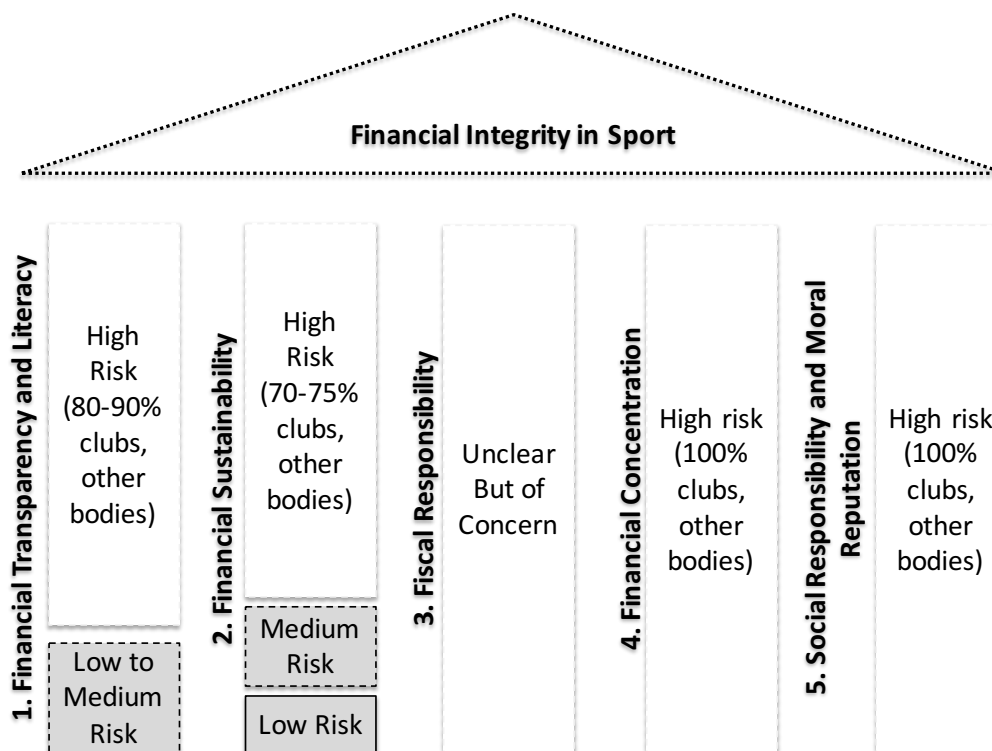 Financial Integrity in Sport
1. Financial Transparency and Literacy
High
Risk
(80-90%
clubs,
other
bodies)
Low to
Medium
Risk
2. Financial Sustainability
High
Risk
(70-75%
clubs,
other
bodies)
Medium
Risk
Low Risk
3. Fiscal Responsibility
Unclear
But of
Concern
4. Financial Concentration
High risk
(100%
clubs,
other
bodies)
5. Social Responsibility and Moral
Reputation
High risk
(100%
clubs,
other
bodies)